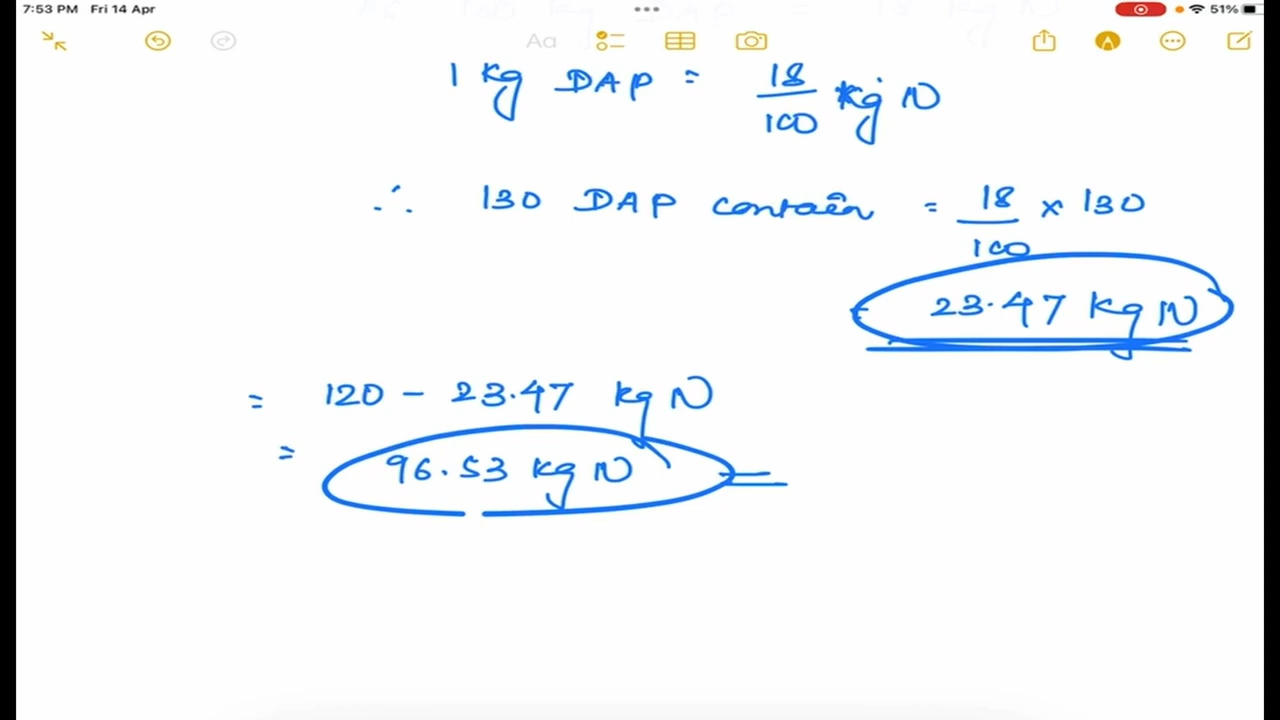 7:53 PM Fri 14 Apr 51%
Aa
1 kg DAP = 18/100 kg N
∴ 130 DAP contain = 18/100 × 130
= 23.47 kg N
= 120 - 23.47 kg N
= 96.53 kg N